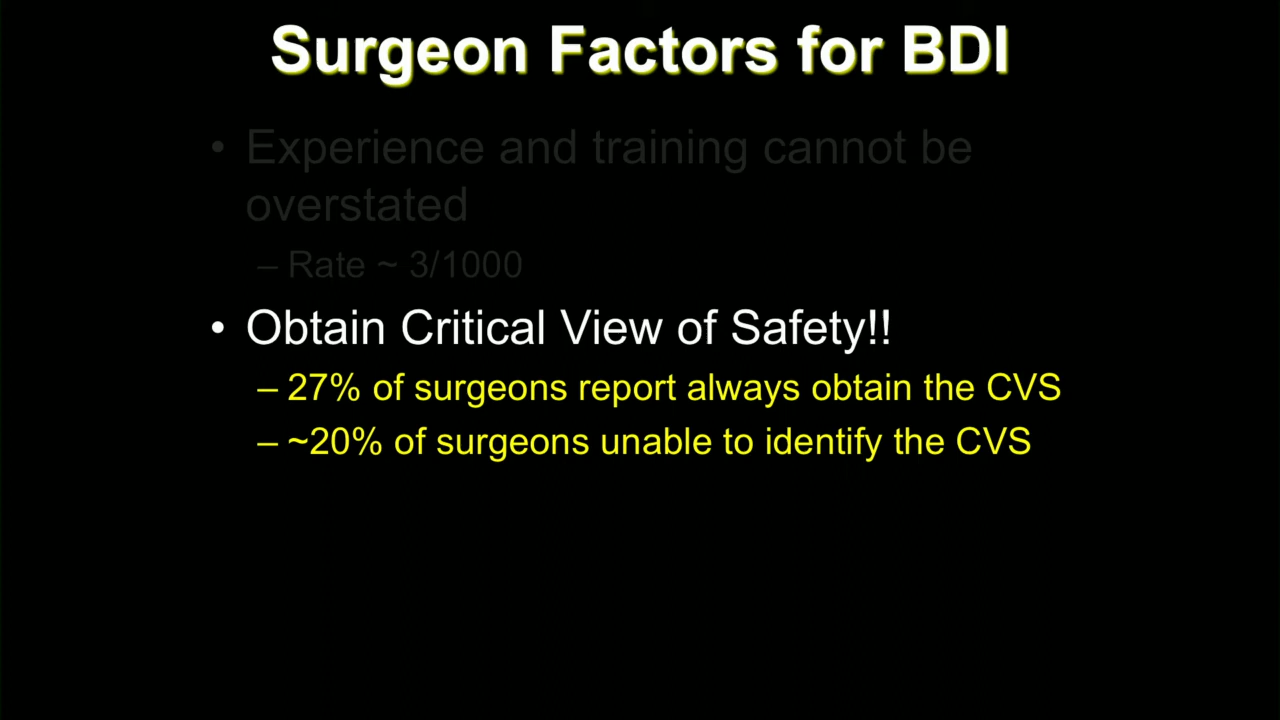 Surgeon Factors for BDI
• Experience and training cannot be
overstated
– Rate ~ 3/1000
• Obtain Critical View of Safety!!
– 27% of surgeons report always obtain the CVS
– ~20% of surgeons unable to identify the CVS